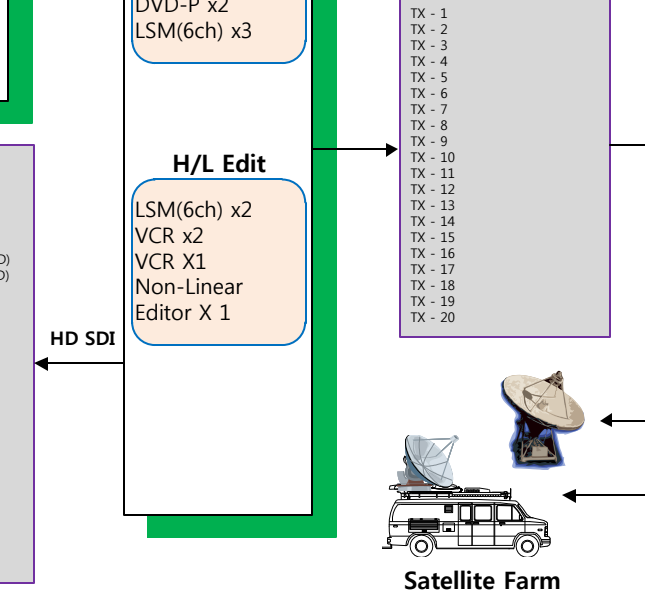 DVD-P x2
LSM(6ch) x3
H/L Edit
LSM(6ch) x2
VCR x2
VCR X1
Non-Linear
Editor X 1
HD SDI
TX - 1
TX - 2
TX - 3
TX - 4
TX - 5
TX - 6
TX - 7
TX - 8
TX - 9
TX - 10
TX - 11
TX - 12
TX - 13
TX - 14
TX - 15
TX - 16
TX - 17
TX - 18
TX - 19
TX - 20
Satellite Farm